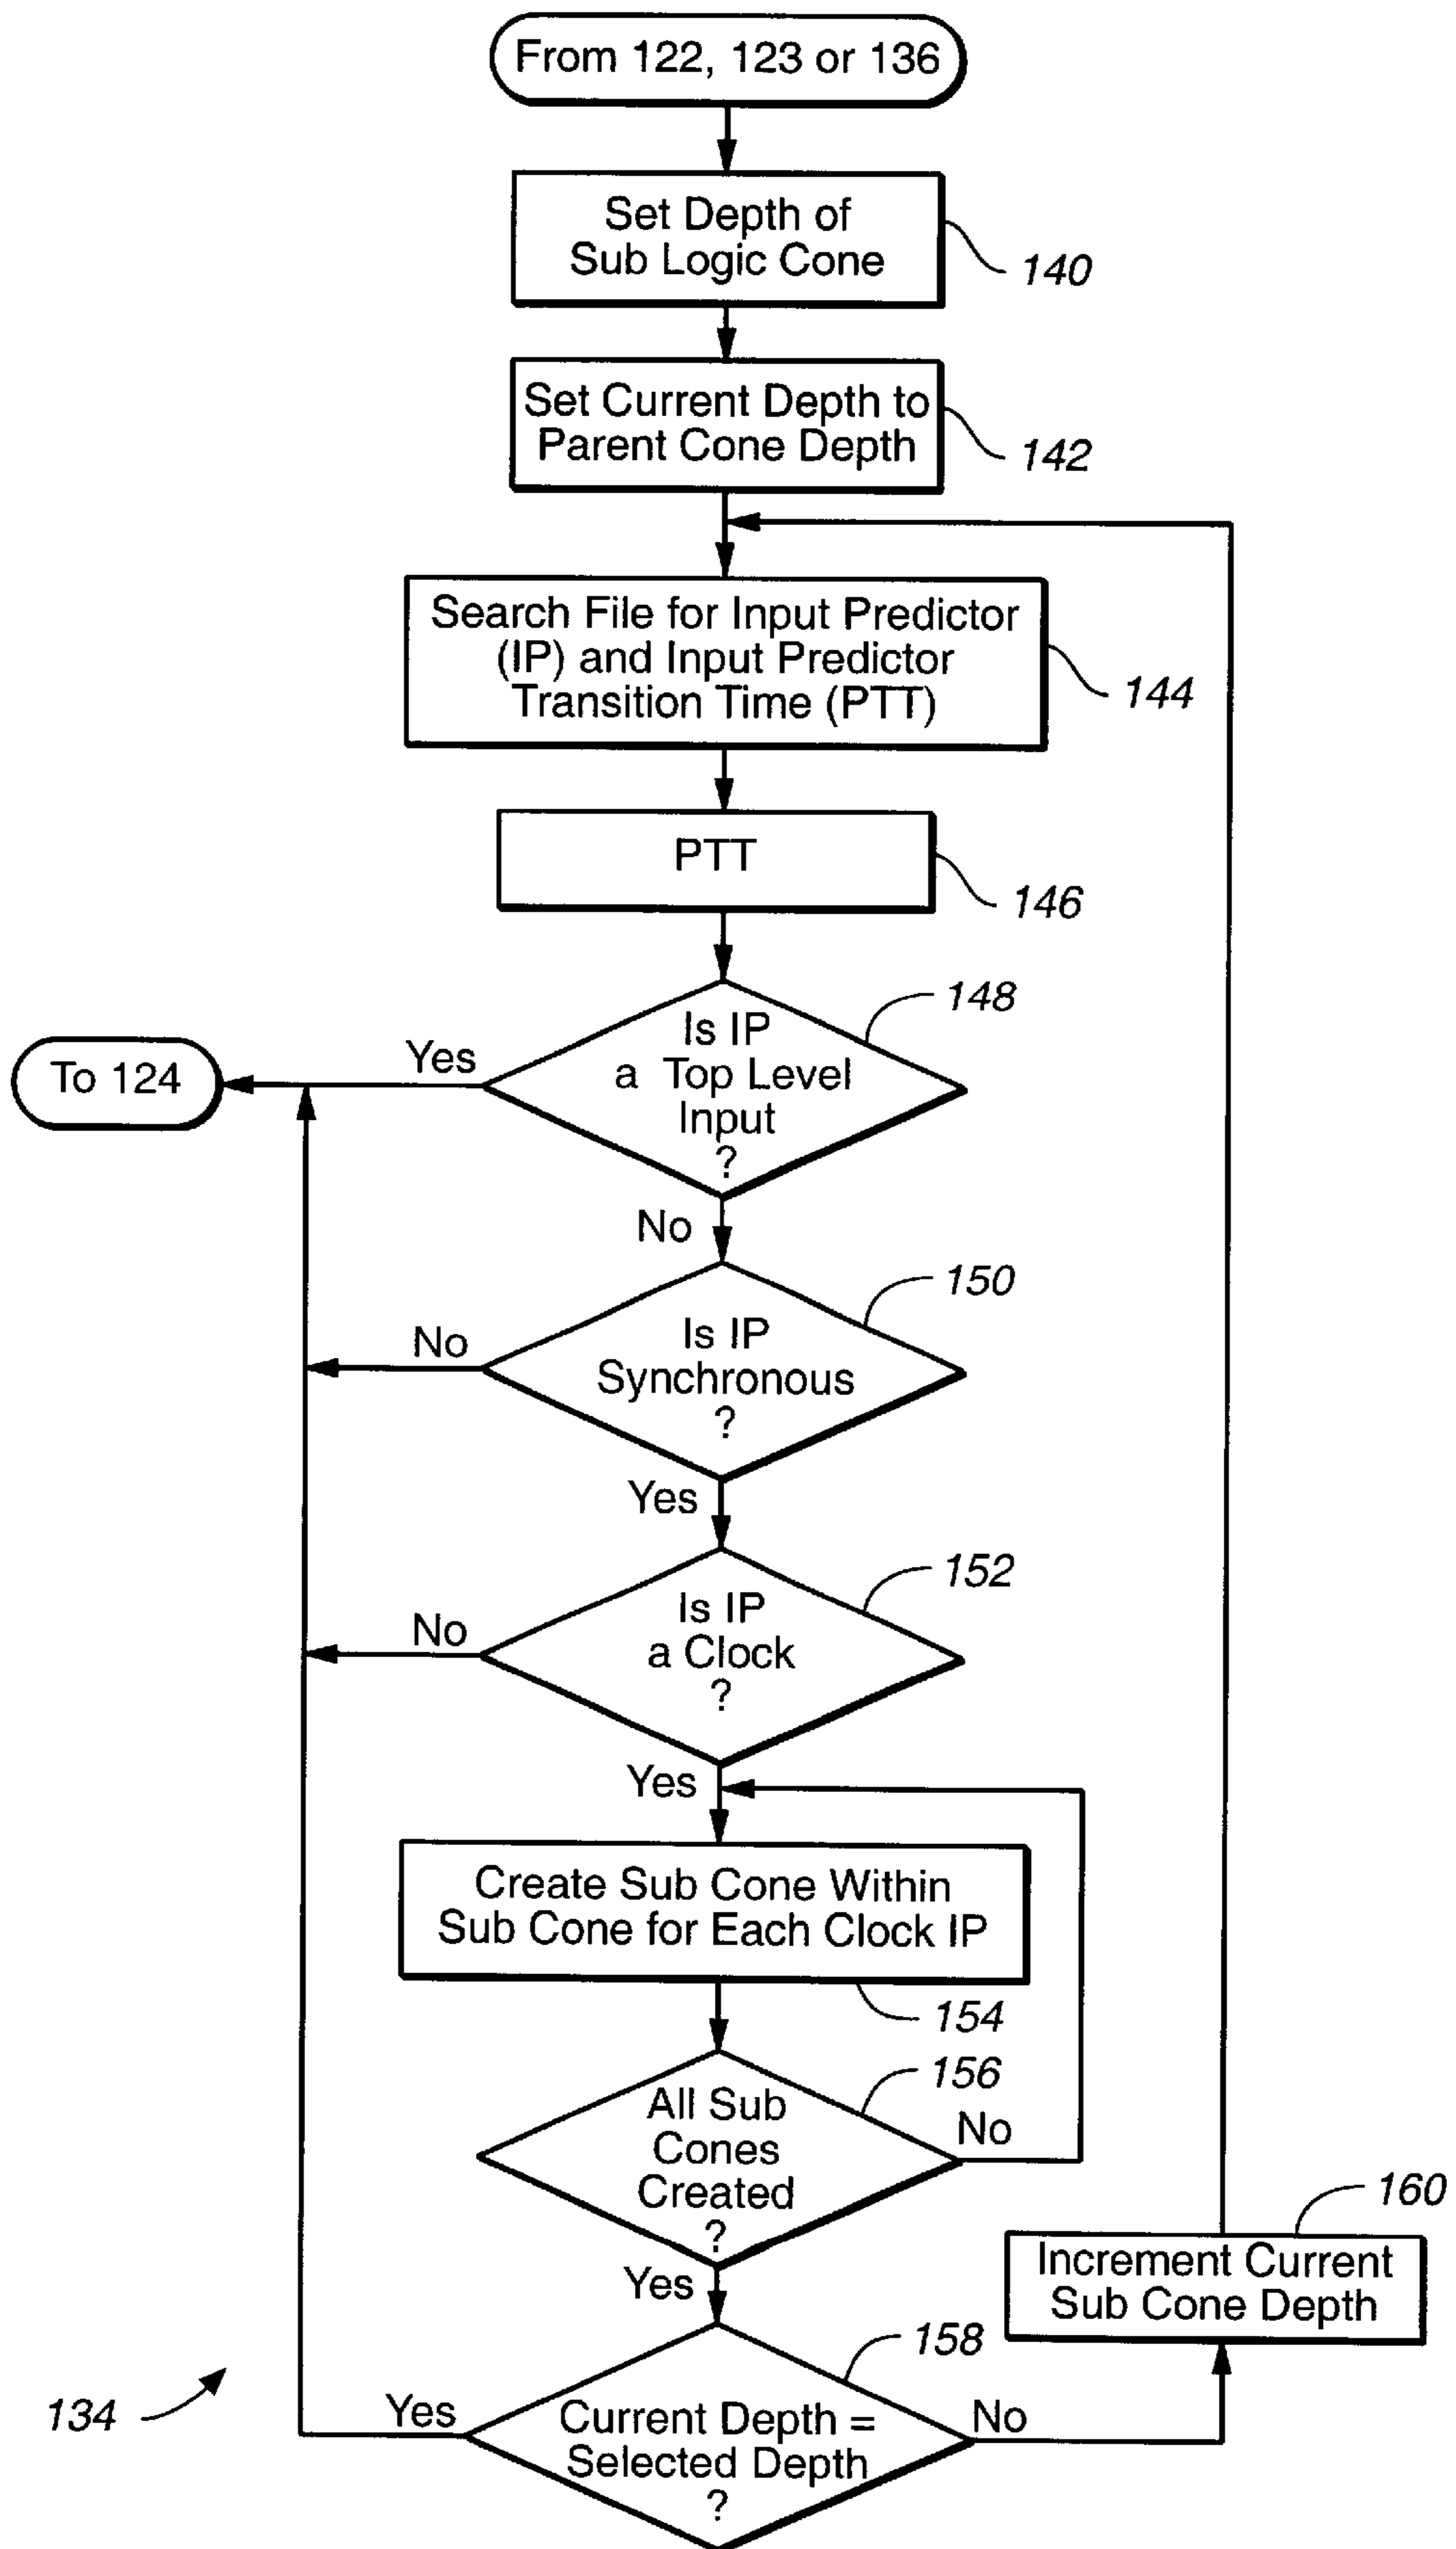 From 122, 123 or 136
Set Depth of
Sub Logic Cone
140
Set Current Depth to
Parent Cone Depth
142
Search File for Input Predictor
(IP) and Input Predictor
Transition Time (PTT)
144
PTT
146
148
Is IP
a Top Level
Input
?
Yes
To 124
No
150
Is IP
Synchronous
?
No
Yes
152
Is IP
a Clock
?
No
Yes
Create Sub Cone Within
Sub Cone for Each Clock IP
154
156
All Sub
Cones
Created
?
No
Yes
160
Increment Current
Sub Cone Depth
158
Current Depth =
Selected Depth
?
Yes
No
134